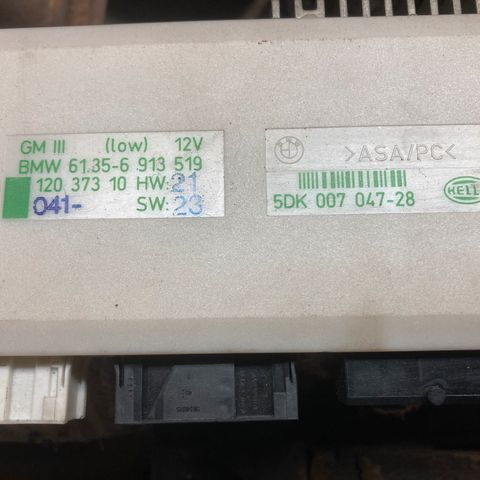 GM III (low) 12V
BMW 61.35-6 913 519
120 373 10 HW: 21
041- SW: 23
>ASA/PC<
5DK 007 047-28
HELL